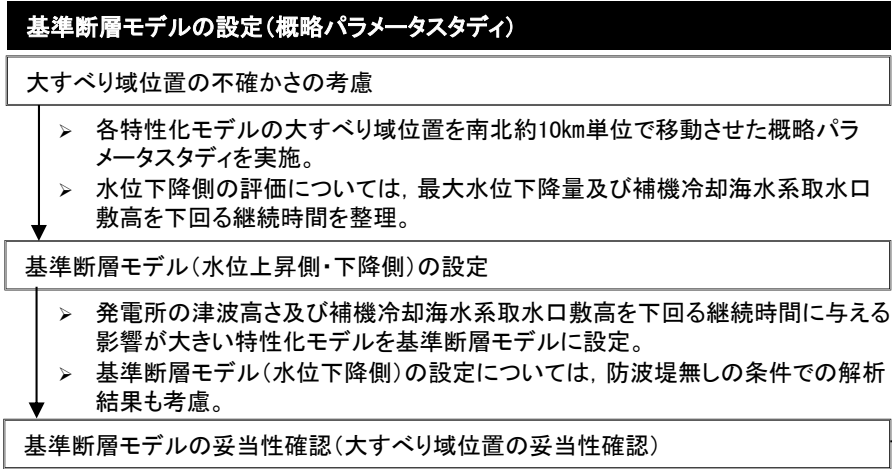 基準断層モデルの設定(概略パラメータスタディ)
大すべり域位置の不確かさの考慮
➢ 各特性化モデルの大すべり域位置を南北約10km単位で移動させた概略パラ
メータスタディを実施。
➢ 水位下降側の評価については,最大水位下降量及び補機冷却海水系取水口
敷高を下回る継続時間を整理。
基準断層モデル(水位上昇側・下降側)の設定
➢ 発電所の津波高さ及び補機冷却海水系取水口敷高を下回る継続時間に与える
影響が大きい特性化モデルを基準断層モデルに設定。
➢ 基準断層モデル(水位下降側)の設定については,防波堤無しの条件での解析
結果も考慮。
基準断層モデルの妥当性確認(大すべり域位置の妥当性確認)